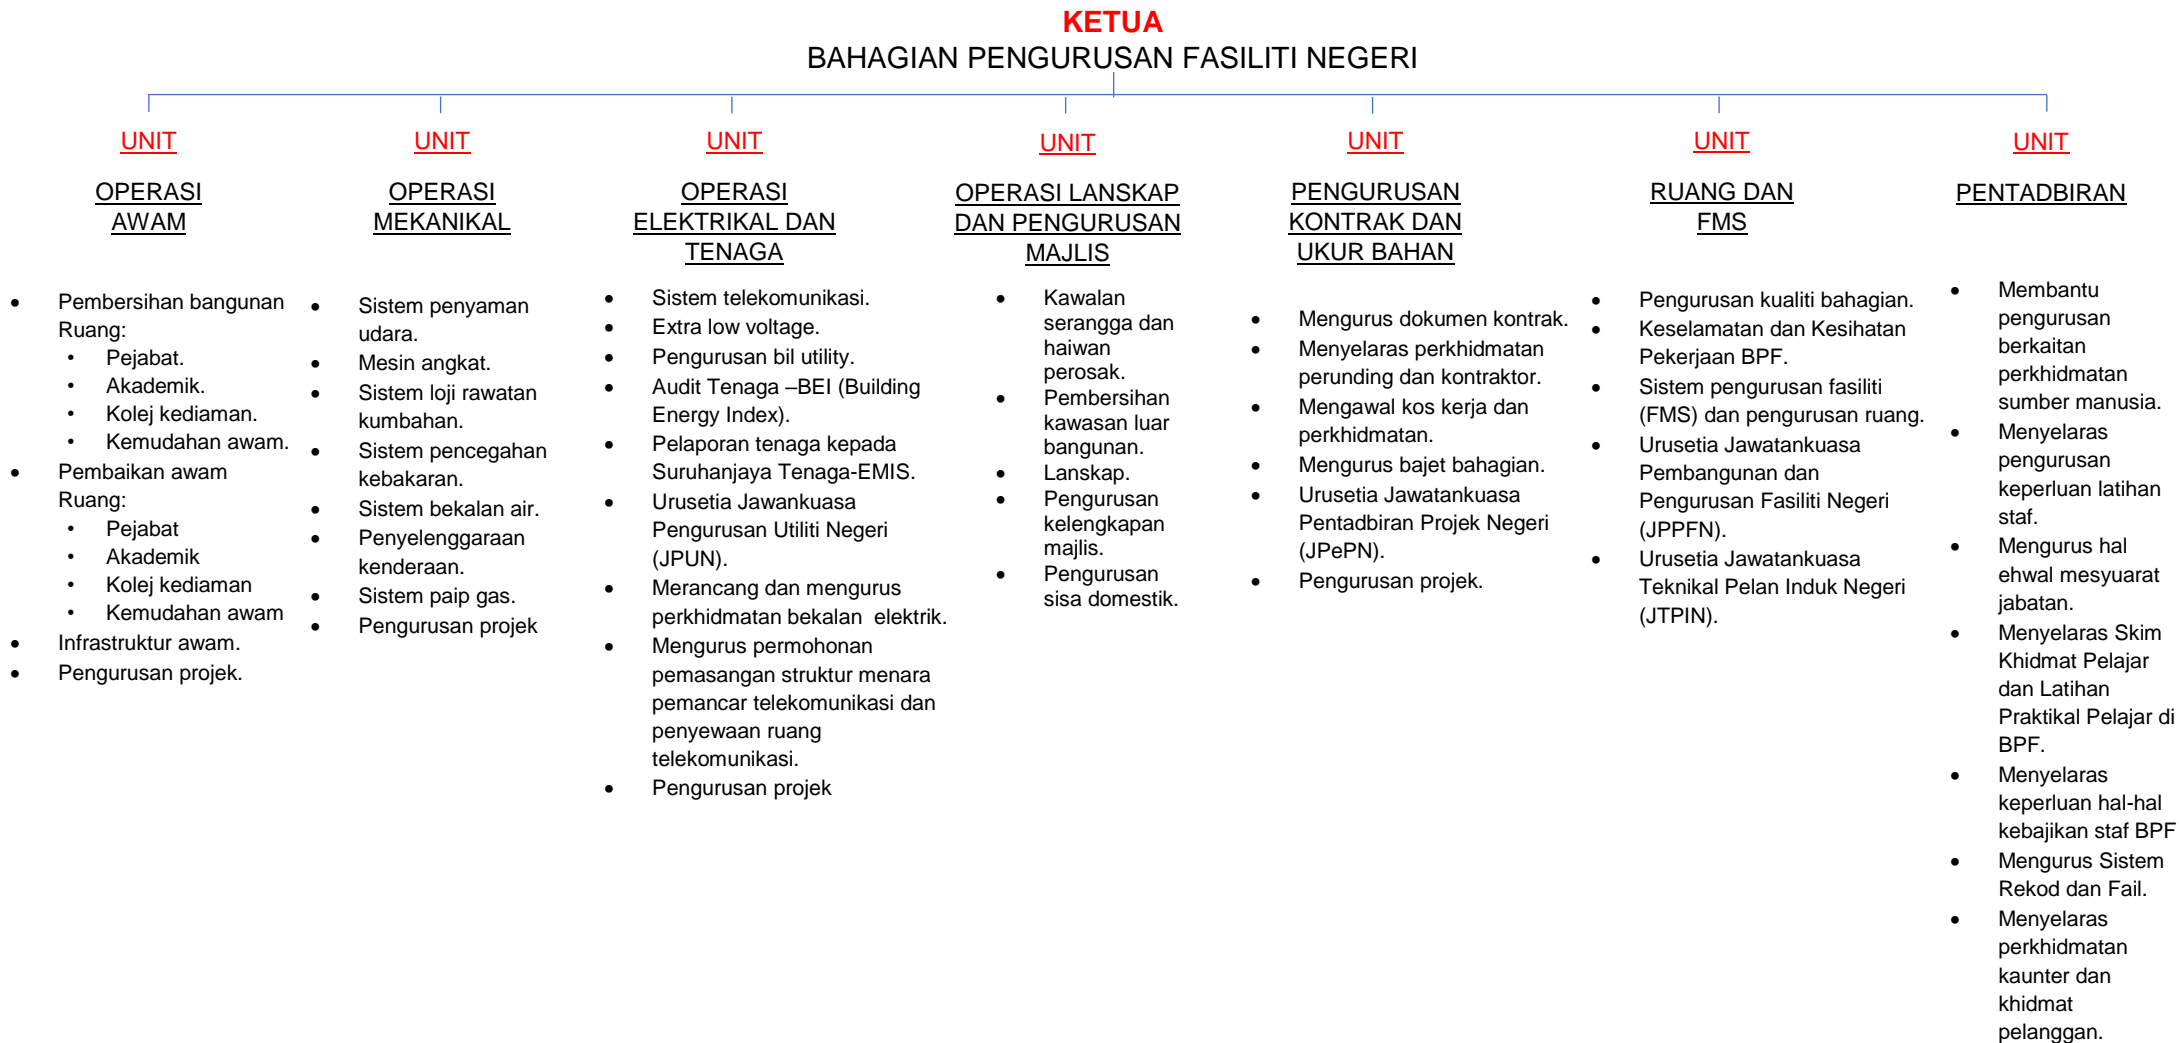 KETUA
BAHAGIAN PENGURUSAN FASILITI NEGERI
UNIT
OPERASI
AWAM
• Pembersihan bangunan
Ruang:
• Pejabat.
• Akademik.
• Kolej kediaman.
• Kemudahan awam.
• Pembaikan awam
Ruang:
• Pejabat
• Akademik
• Kolej kediaman
• Kemudahan awam
• Infrastruktur awam.
• Pengurusan projek.
UNIT
OPERASI
MEKANIKAL
• Sistem penyaman
udara.
• Mesin angkat.
• Sistem loji rawatan
kumbahan.
• Sistem pencegahan
kebakaran.
• Sistem bekalan air.
• Penyelenggaraan
kenderaan.
• Sistem paip gas.
• Pengurusan projek
UNIT
OPERASI
ELEKTRIKAL DAN
TENAGA
• Sistem telekomunikasi.
• Extra low voltage.
• Pengurusan bil utility.
• Audit Tenaga –BEI (Building
Energy Index).
• Pelaporan tenaga kepada
Suruhanjaya Tenaga-EMIS.
• Urusetia Jawankuasa
Pengurusan Utiliti Negeri
(JPUN).
• Merancang dan mengurus
perkhidmatan bekalan elektrik.
• Mengurus permohonan
pemasangan struktur menara
pemancar telekomunikasi dan
penyewaan ruang
telekomunikasi.
• Pengurusan projek
UNIT
OPERASI LANSKAP
DAN PENGURUSAN
MAJLIS
• Kawalan
serangga dan
haiwan
perosak.
• Pembersihan
kawasan luar
bangunan.
• Lanskap.
• Pengurusan
kelengkapan
majlis.
• Pengurusan
sisa domestik.
UNIT
PENGURUSAN
KONTRAK DAN
UKUR BAHAN
• Mengurus dokumen kontrak.
• Menyelaras perkhidmatan
perunding dan kontraktor.
• Mengawal kos kerja dan
perkhidmatan.
• Mengurus bajet bahagian.
• Urusetia Jawatankuasa
Pentadbiran Projek Negeri
(JPePN).
• Pengurusan projek.
UNIT
RUANG DAN
FMS
• Pengurusan kualiti bahagian.
• Keselamatan dan Kesihatan
Pekerjaan BPF.
• Sistem pengurusan fasiliti
(FMS) dan pengurusan ruang.
• Urusetia Jawatankuasa
Pembangunan dan
Pengurusan Fasiliti Negeri
(JPPFN).
• Urusetia Jawatankuasa
Teknikal Pelan Induk Negeri
(JTPIN).
UNIT
PENTADBIRAN
• Membantu
pengurusan
berkaitan
perkhidmatan
sumber manusia.
• Menyelaras
pengurusan
keperluan latihan
staf.
• Mengurus hal
ehwal mesyuarat
jabatan.
• Menyelaras Skim
Khidmat Pelajar
dan Latihan
Praktikal Pelajar di
BPF.
• Menyelaras
keperluan hal-hal
kebajikan staf BPF
• Mengurus Sistem
Rekod dan Fail.
• Menyelaras
perkhidmatan
kaunter dan
khidmat
pelanggan.